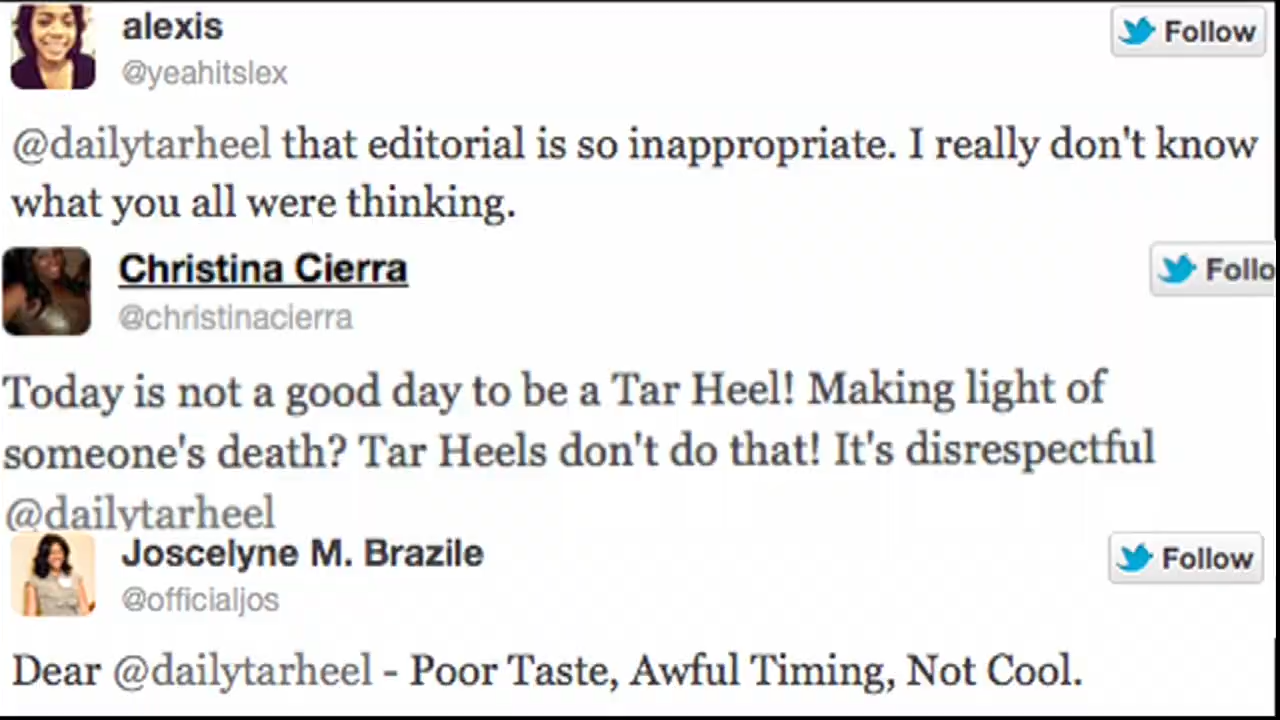 alexis
Follow
@yeahitslex
@dailytarheel that editorial is so inappropriate. I really don't know
what you all were thinking.
Christina Cierra
Follo
@christinacierra
Today is not a good day to be a Tar Heel! Making light of
someone's death? Tar Heels don't do that! It's disrespectful
@dailytarheel
Joscelyne M. Brazile
Follow
@officialjos
Dear @dailytarheel - Poor Taste, Awful Timing, Not Cool.